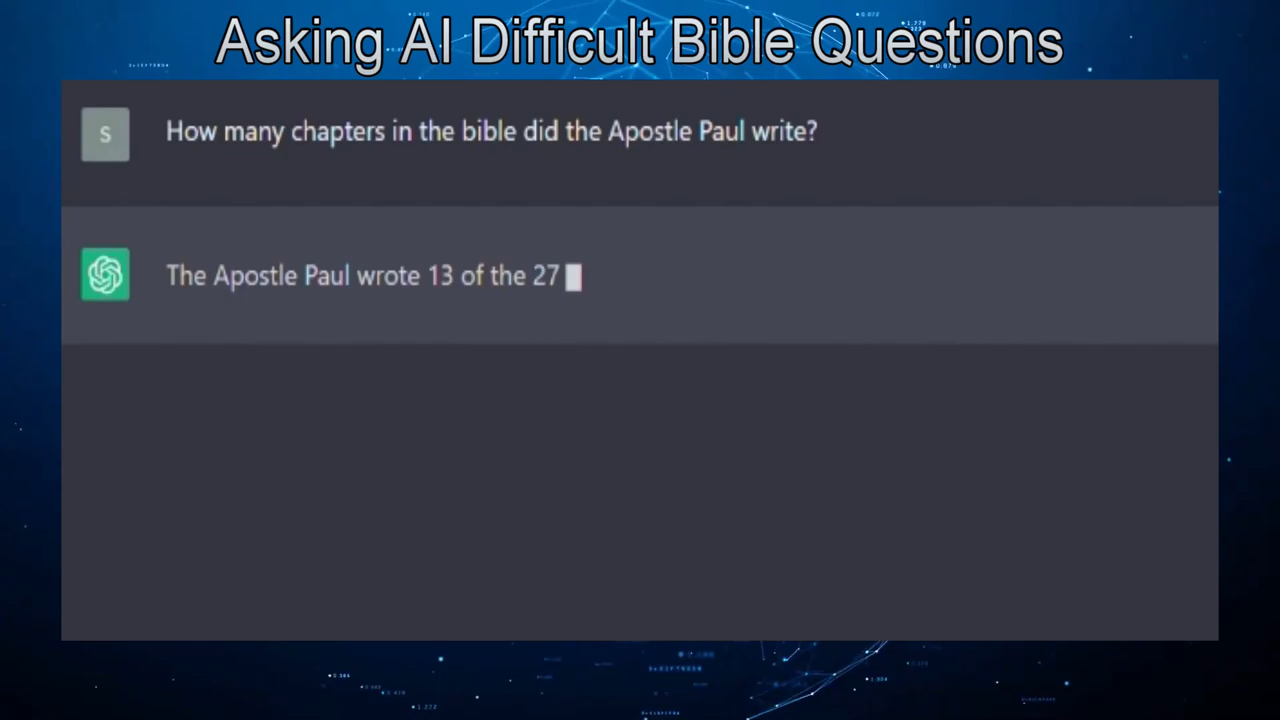 Asking AI Difficult Bible Questions
S
How many chapters in the bible did the Apostle Paul write?
The Apostle Paul wrote 13 of the 27